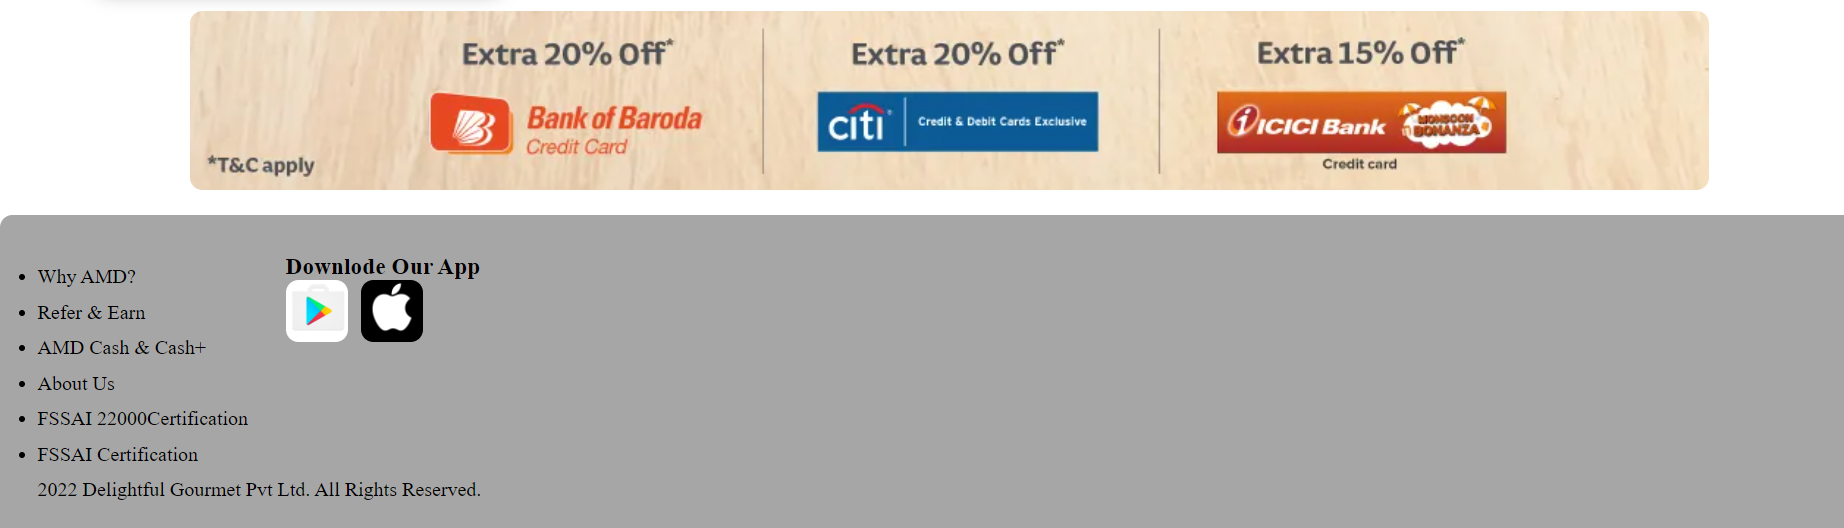 Extra 20% Off*
Bank of Baroda
Credit Card
*T&C apply
Extra 20% Off*
citi
Credit & Debit Cards Exclusive
Extra 15% Off*
ICICI Bank
MONSOON
BONANZA
Credit card
Why AMD?
Refer & Earn
AMD Cash & Cash+
About Us
FSSAI 22000Certification
FSSAI Certification
2022 Delightful Gourmet Pvt Ltd. All Rights Reserved.
Downlode Our App